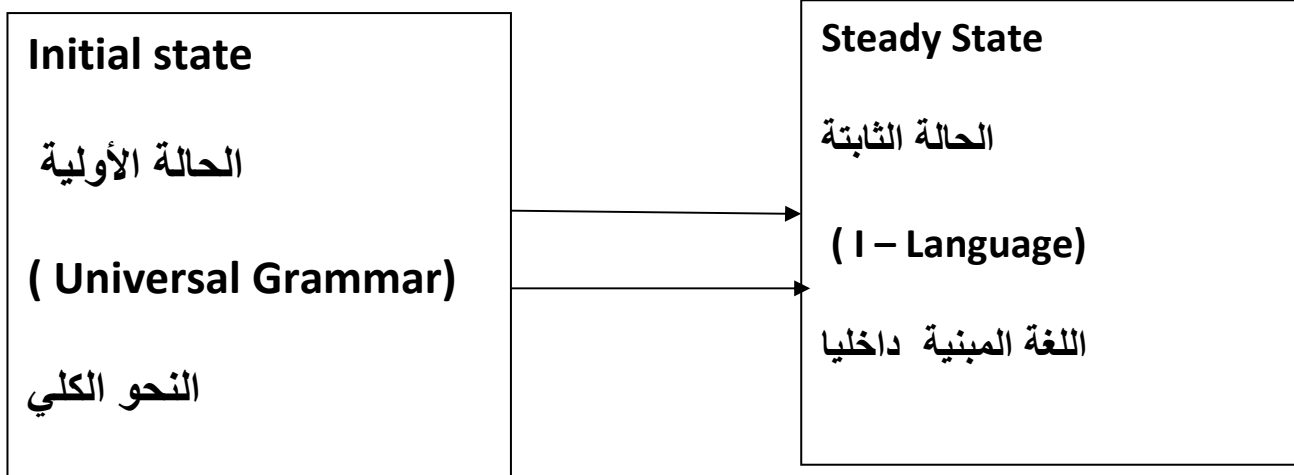 Initial state
الحالة الأولية
( Universal Grammar)
النحو الكلي
Steady State
الحالة الثابتة
( I – Language)
اللغة المبنية داخليا